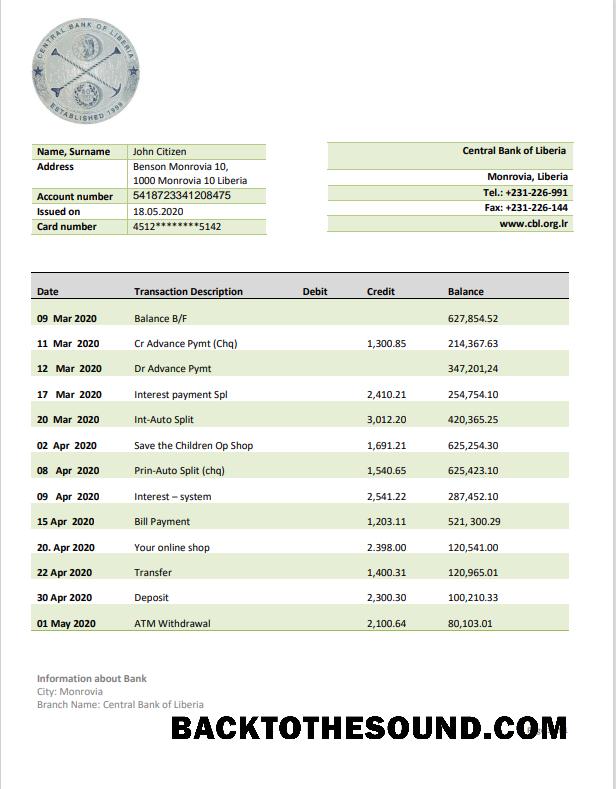 CENTRAL BANK OF LIBERIA
ESTABLISHED 1999
Name, Surname John Citizen
Address Benson Monrovia 10,
1000 Monrovia 10 Liberia
Account number 5418723341208475
Issued on 18.05.2020
Card number 4512********5142
Central Bank of Liberia
Monrovia, Liberia
Tel.: +231-226-991
Fax: +231-226-144
www.cbl.org.lr
Date Transaction Description Debit Credit Balance
09 Mar 2020 Balance B/F 627,854.52
11 Mar 2020 Cr Advance Pymt (Chq) 1,300.85 214,367.63
12 Mar 2020 Dr Advance Pymt 347,201,24
17 Mar 2020 Interest payment Spl 2,410.21 254,754.10
20 Mar 2020 Int-Auto Split 3,012.20 420,365.25
02 Apr 2020 Save the Children Op Shop 1,691.21 625,254.30
08 Apr 2020 Prin-Auto Split (chq) 1,540.65 625,423.10
09 Apr 2020 Interest – system 2,541.22 287,452.10
15 Apr 2020 Bill Payment 1,203.11 521, 300.29
20. Apr 2020 Your online shop 2.398.00 120,541.00
22 Apr 2020 Transfer 1,400.31 120,965.01
30 Apr 2020 Deposit 2,300.30 100,210.33
01 May 2020 ATM Withdrawal 2,100.64 80,103.01
Information about Bank
City: Monrovia
Branch Name: Central Bank of Liberia
BACKTOTHESOUND.COM